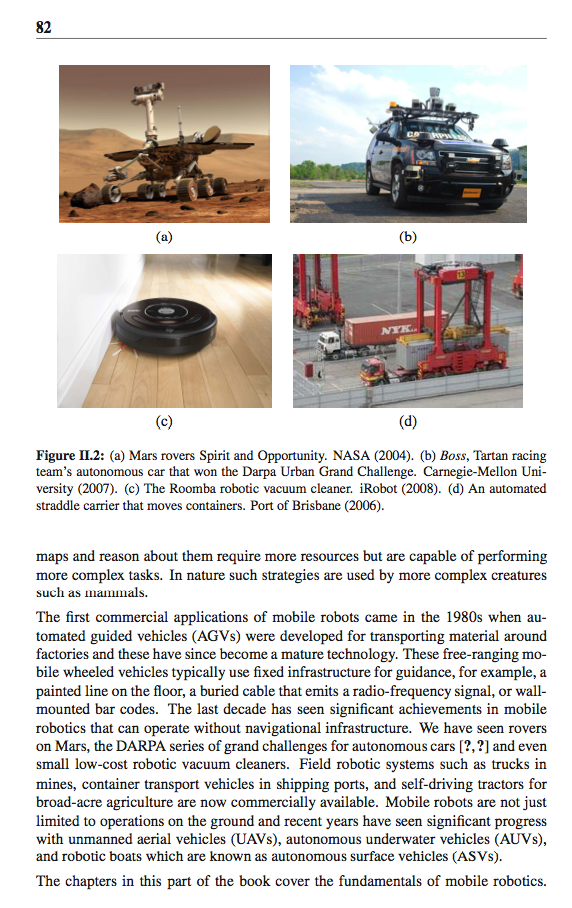 82
(a)
(b)
NYK
13
(c)
(d)
Figure II.2: (a) Mars rovers Spirit and Opportunity. NASA (2004). (b) Boss, Tartan racing
team's autonomous car that won the Darpa Urban Grand Challenge. Carnegie-Mellon Uni-
versity (2007). (c) The Roomba robotic vacuum cleaner. iRobot (2008). (d) An automated
straddle carrier that moves containers. Port of Brisbane (2006).
maps and reason about them require more resources but are capable of performing
more complex tasks. In nature such strategies are used by more complex creatures
such as mammals.
The first commercial applications of mobile robots came in the 1980s when au-
tomated guided vehicles (AGVs) were developed for transporting material around
factories and these have since become a mature technology. These free-ranging mo-
bile wheeled vehicles typically use fixed infrastructure for guidance, for example, a
painted line on the floor, a buried cable that emits a radio-frequency signal, or wall-
mounted bar codes. The last decade has seen significant achievements in mobile
robotics that can operate without navigational infrastructure. We have seen rovers
on Mars, the DARPA series of grand challenges for autonomous cars [?,?] and even
small low-cost robotic vacuum cleaners. Field robotic systems such as trucks in
mines, container transport vehicles in shipping ports, and self-driving tractors for
broad-acre agriculture are now commercially available. Mobile robots are not just
limited to operations on the ground and recent years have seen significant progress
with unmanned aerial vehicles (UAVs), autonomous underwater vehicles (AUVs),
and robotic boats which are known as autonomous surface vehicles (ASVs).
The chapters in this part of the book cover the fundamentals of mobile robotics.